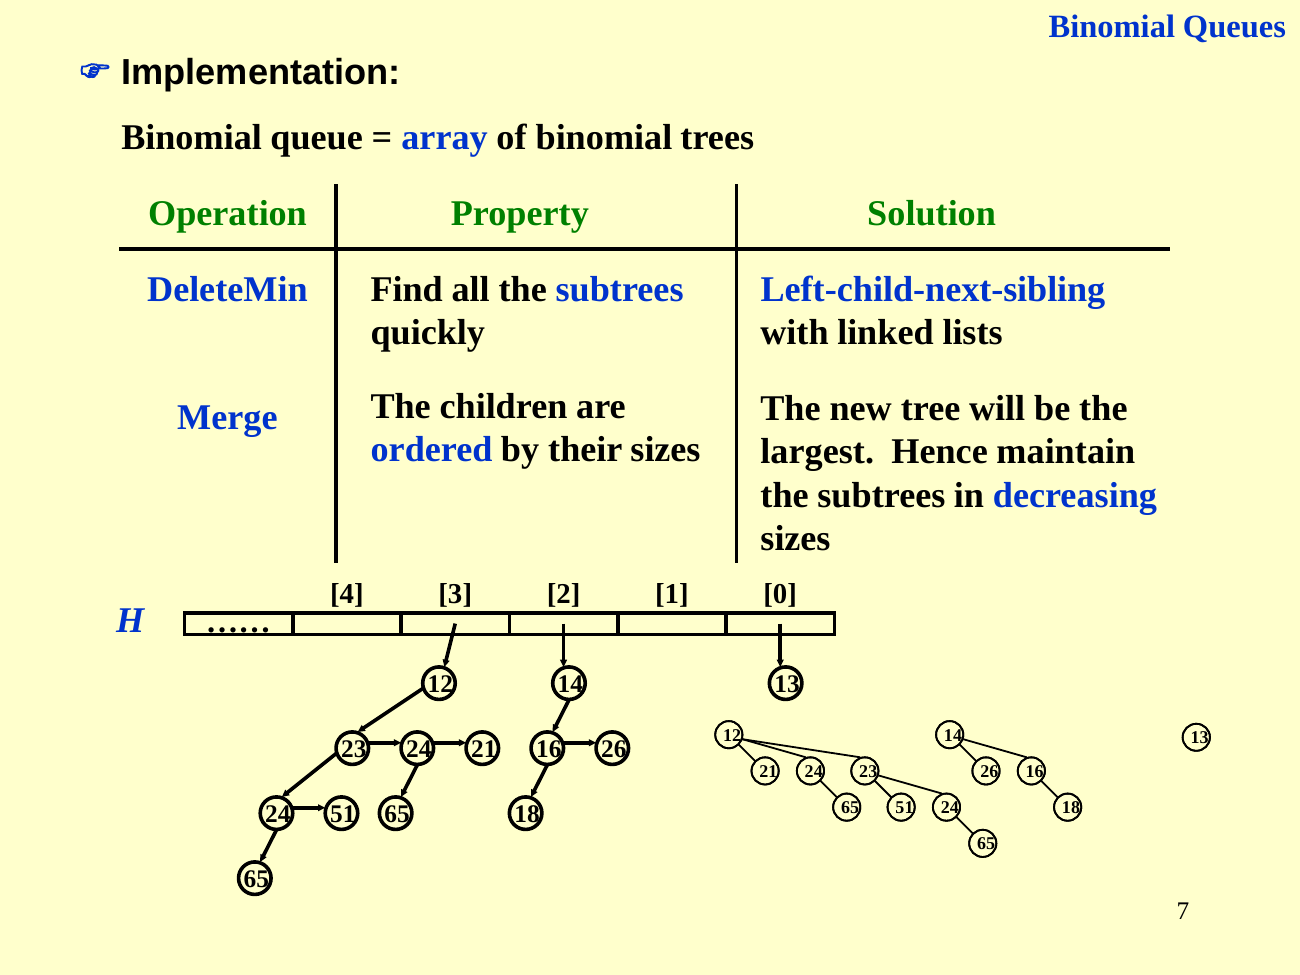 Binomial Queues
☞ Implementation:
Binomial queue = array of binomial trees
Operation Property Solution
DeleteMin Find all the subtrees quickly Left-child-next-sibling with linked lists
Merge The children are ordered by their sizes The new tree will be the largest.  Hence maintain the subtrees in decreasing sizes
[4] [3] [2] [1] [0]
H ……
12 14 13
23 24 21 16 26
24 51 65 18
65
12 14 13
21 24 23 26 16
65 51 24 18
65
7